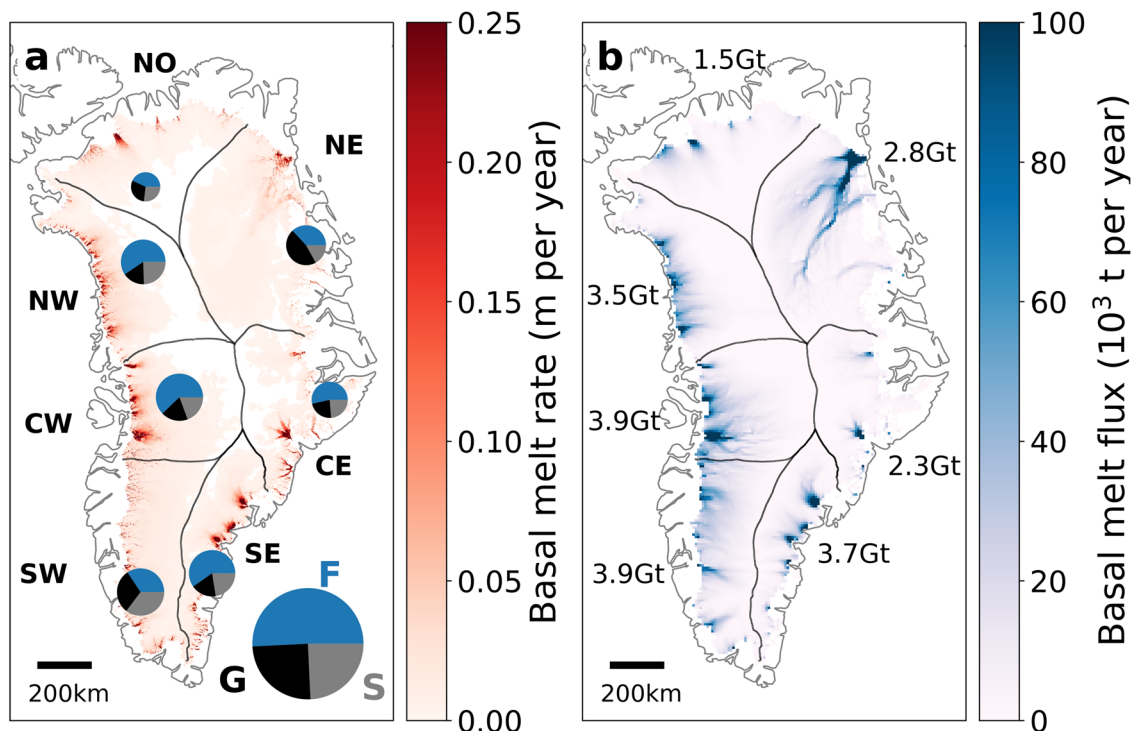 a
NO
NE
NW
CW
CE
SE
SW
F
G
S
200km
0.25
0.20
0.15
0.10
0.05
0.00
Basal melt rate (m per year)
b
1.5Gt
2.8Gt
3.5Gt
3.9Gt
2.3Gt
3.7Gt
3.9Gt
200km
100
80
60
40
20
0
Basal melt flux (10³ t per year)